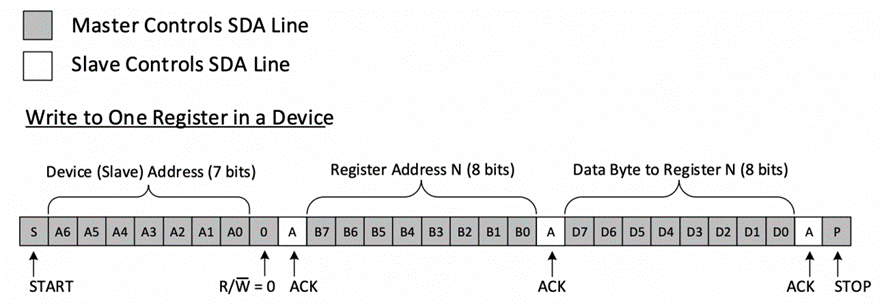 Master Controls SDA Line
Slave Controls SDA Line
Write to One Register in a Device
Device (Slave) Address (7 bits) Register Address N (8 bits) Data Byte to Register N (8 bits)
S A6 A5 A4 A3 A2 A1 A0 0 A B7 B6 B5 B4 B3 B2 B1 B0 A D7 D6 D5 D4 D3 D2 D1 D0 A P
START R/W̅ = 0 ACK ACK ACK STOP